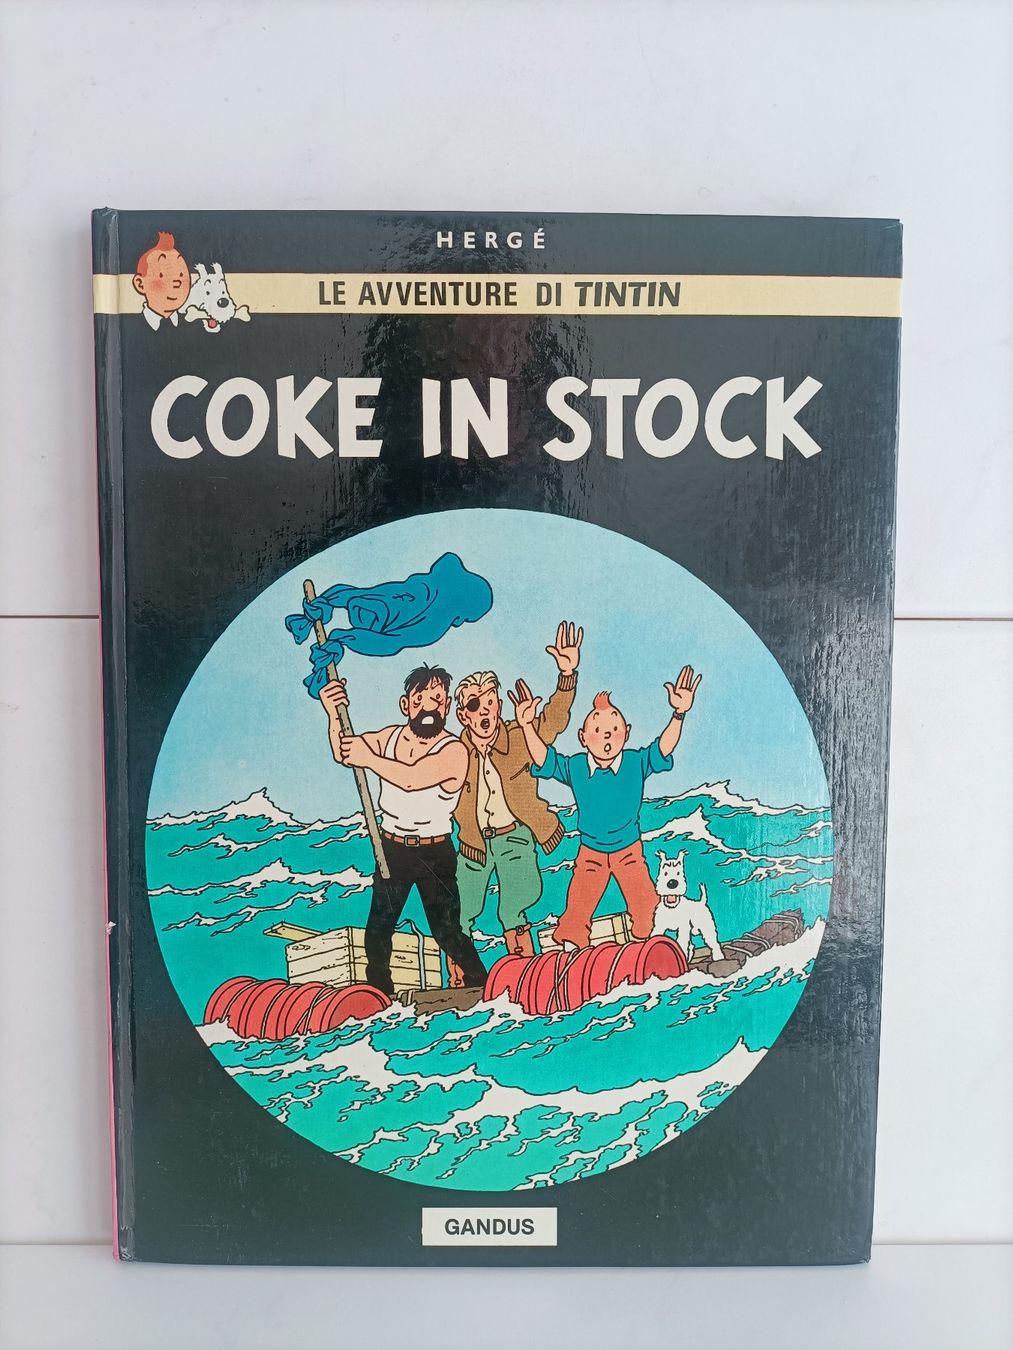 HERGÉ
LE AVVENTURE DI TINTIN
COKE IN STOCK
GANDUS